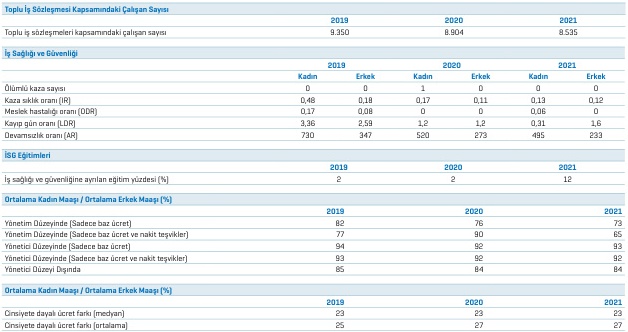 Toplu İş Sözleşmesi Kapsamındaki Çalışan Sayısı
2019 2020 2021
Toplu iş sözleşmeleri kapsamındaki çalışan sayısı 9.350 8.904 8.535
İş Sağlığı ve Güvenliği
2019 2020 2021
Kadın Erkek Kadın Erkek Kadın Erkek
Ölümlü kaza sayısı 0 0 1 0 0 0
Kaza sıklık oranı (IR) 0,48 0,18 0,17 0,11 0,13 0,12
Meslek hastalığı oranı (ODR) 0,17 0,08 0 0 0,06 0
Kayıp gün oranı (LDR) 3,36 2,59 1,2 1,2 0,31 1,6
Devamsızlık oranı (AR) 730 347 520 273 495 233
İSG Eğitimleri
2019 2020 2021
İş sağlığı ve güvenliğine ayrılan eğitim yüzdesi (%) 2 2 12
Ortalama Kadın Maaşı / Ortalama Erkek Maaşı (%)
2019 2020 2021
Yönetim Düzeyinde (Sadece baz ücret) 82 76 73
Yönetim Düzeyinde (Sadece baz ücret ve nakit teşvikler) 77 90 65
Yönetici Düzeyinde (Sadece baz ücret) 94 92 93
Yönetici Düzeyinde (Sadece baz ücret ve nakit teşvikler) 93 92 92
Yönetici Düzeyi Dışında 85 84 84
Ortalama Kadın Maaşı / Ortalama Erkek Maaşı (%)
2019 2020 2021
Cinsiyete dayalı ücret farkı (medyan) 23 23 23
Cinsiyete dayalı ücret farkı (ortalama) 25 27 27